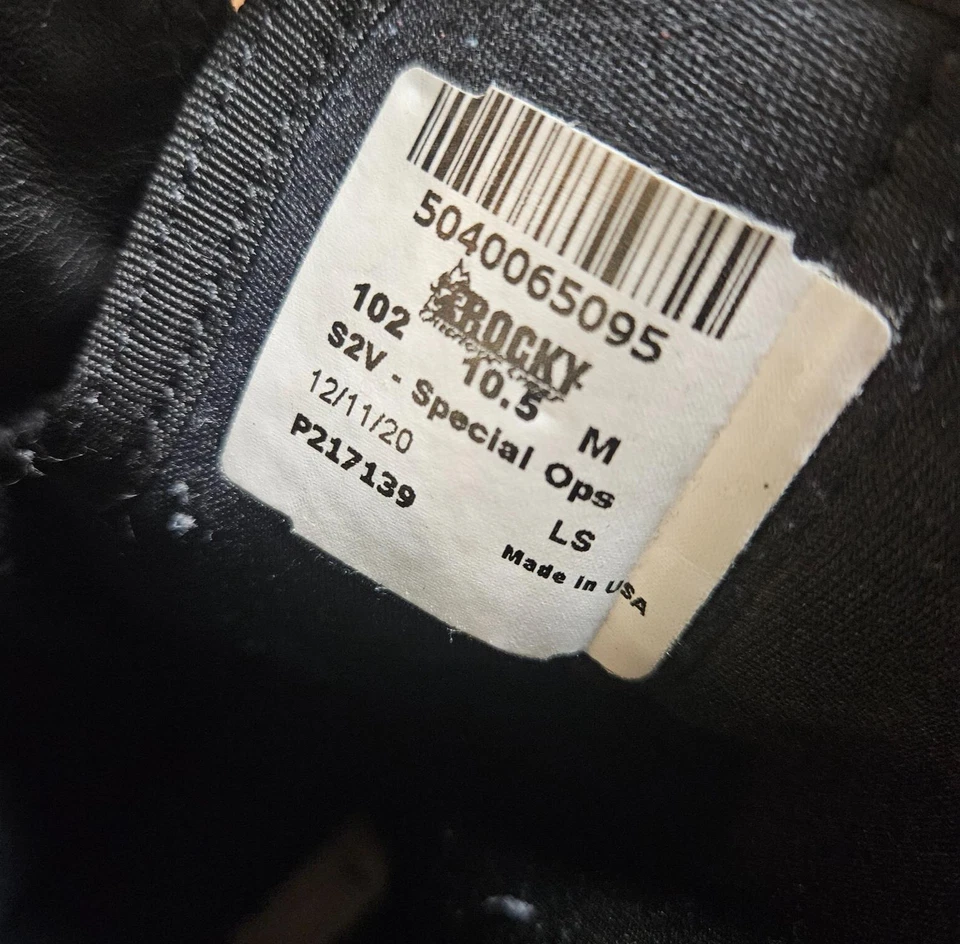 5040065095
ROCKY
102 10.5 M
S2V - Special Ops
12/11/20 LS
P217139 Made in USA